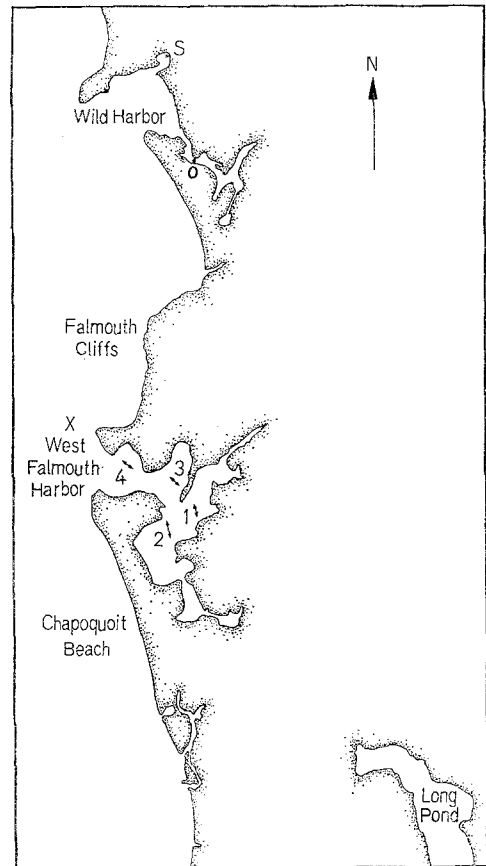 S
N
Wild Harbor
O
Falmouth
Cliffs
X
West
Falmouth
Harbor
3
4
1
2
Chapoquoit
Beach
Long
Pond